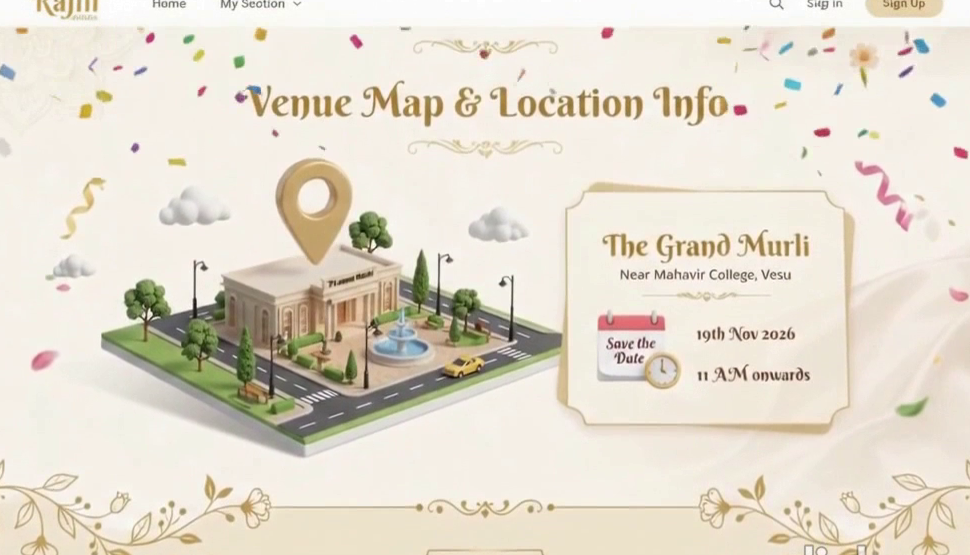 Rajni
Home
My Section
Sign in
Sign Up
Venue Map & Location Info
The Grand Murli
Near Mahavir College, Vesu
Save the
Date
19th Nov 2026
11 AM onwards